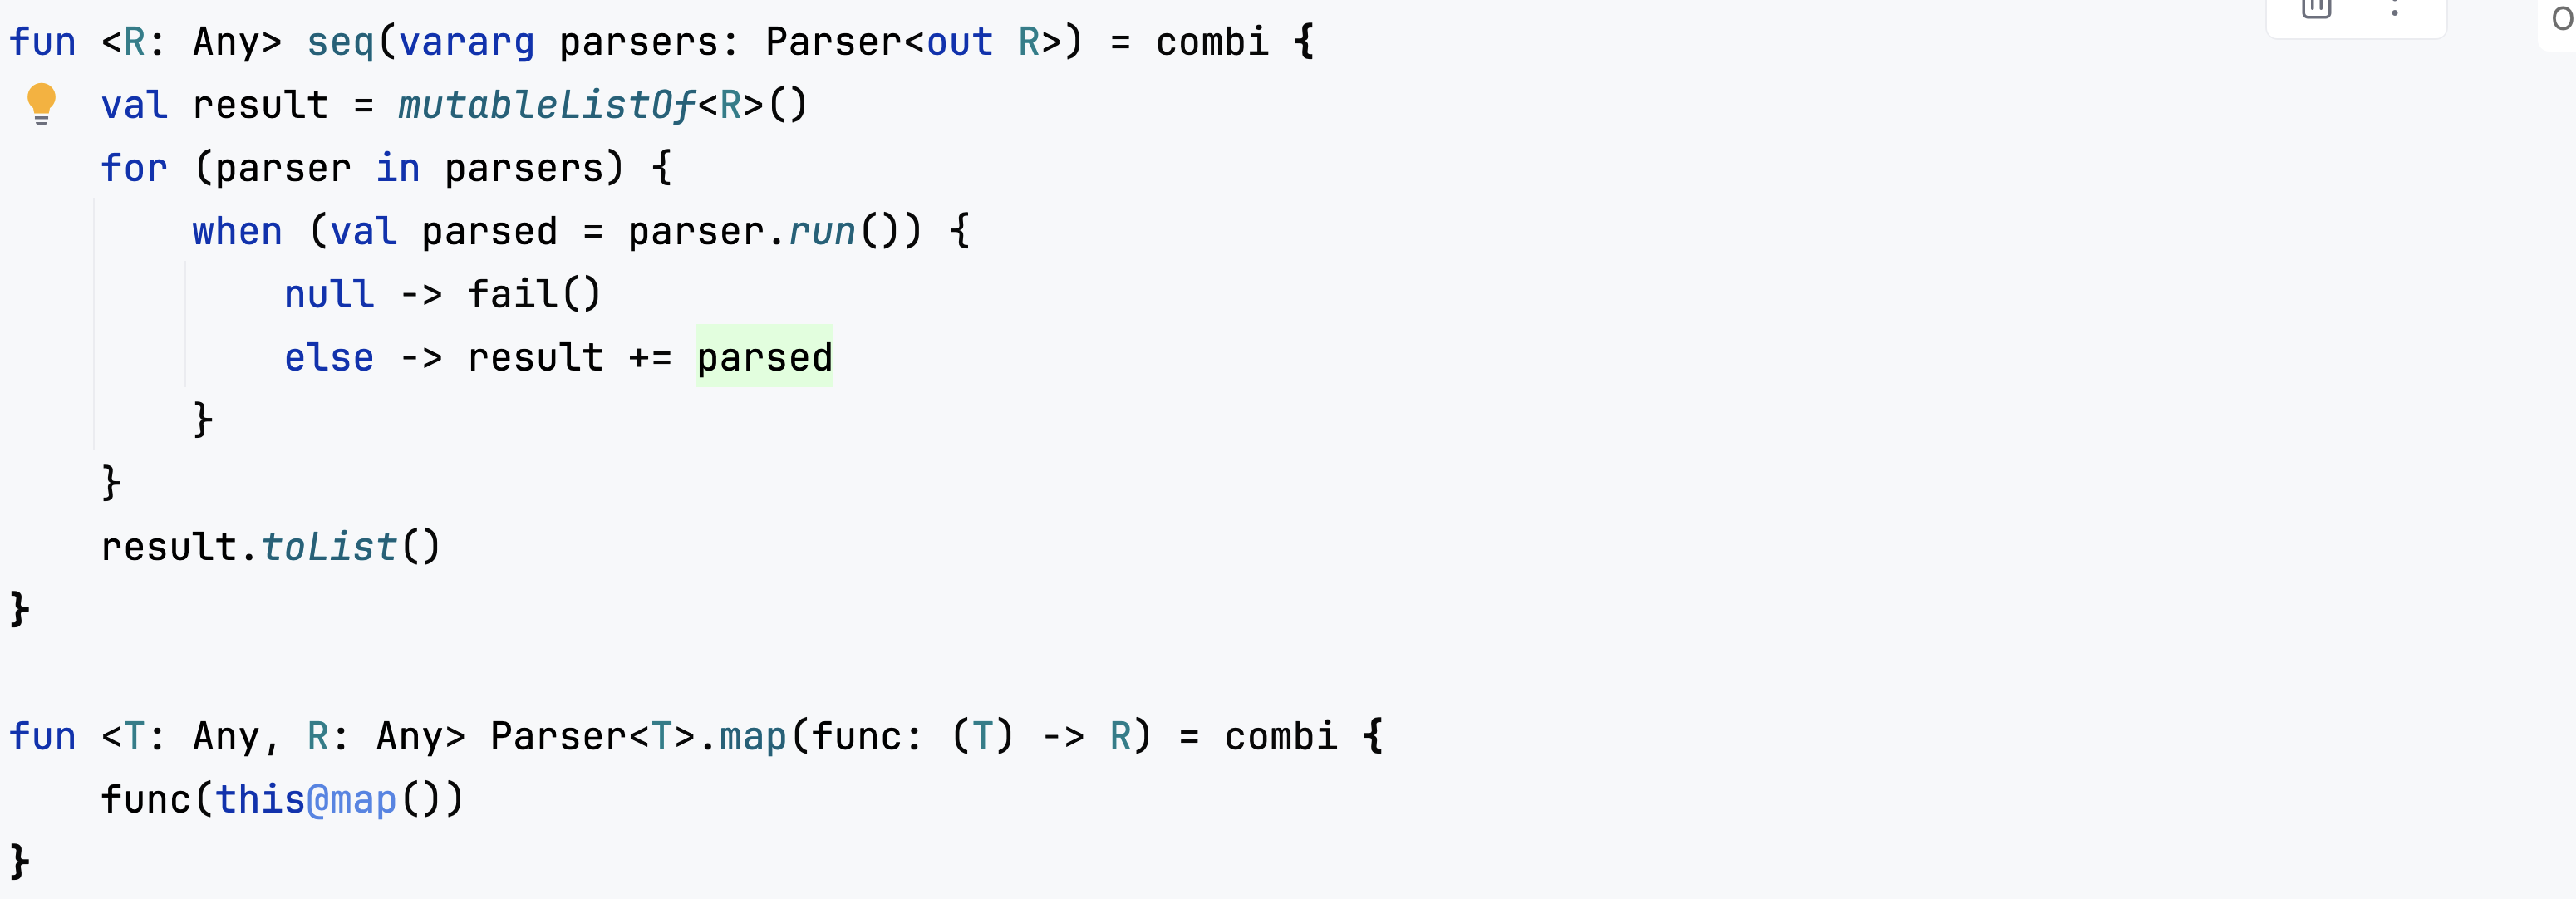 fun <R: Any> seq(vararg parsers: Parser<out R>) = combi {
    val result = mutableListOf<R>()
    for (parser in parsers) {
        when (val parsed = parser.run()) {
            null -> fail()
            else -> result += parsed
        }
    }
    result.toList()
}

fun <T: Any, R: Any> Parser<T>.map(func: (T) -> R) = combi {
    func(this@map())
}